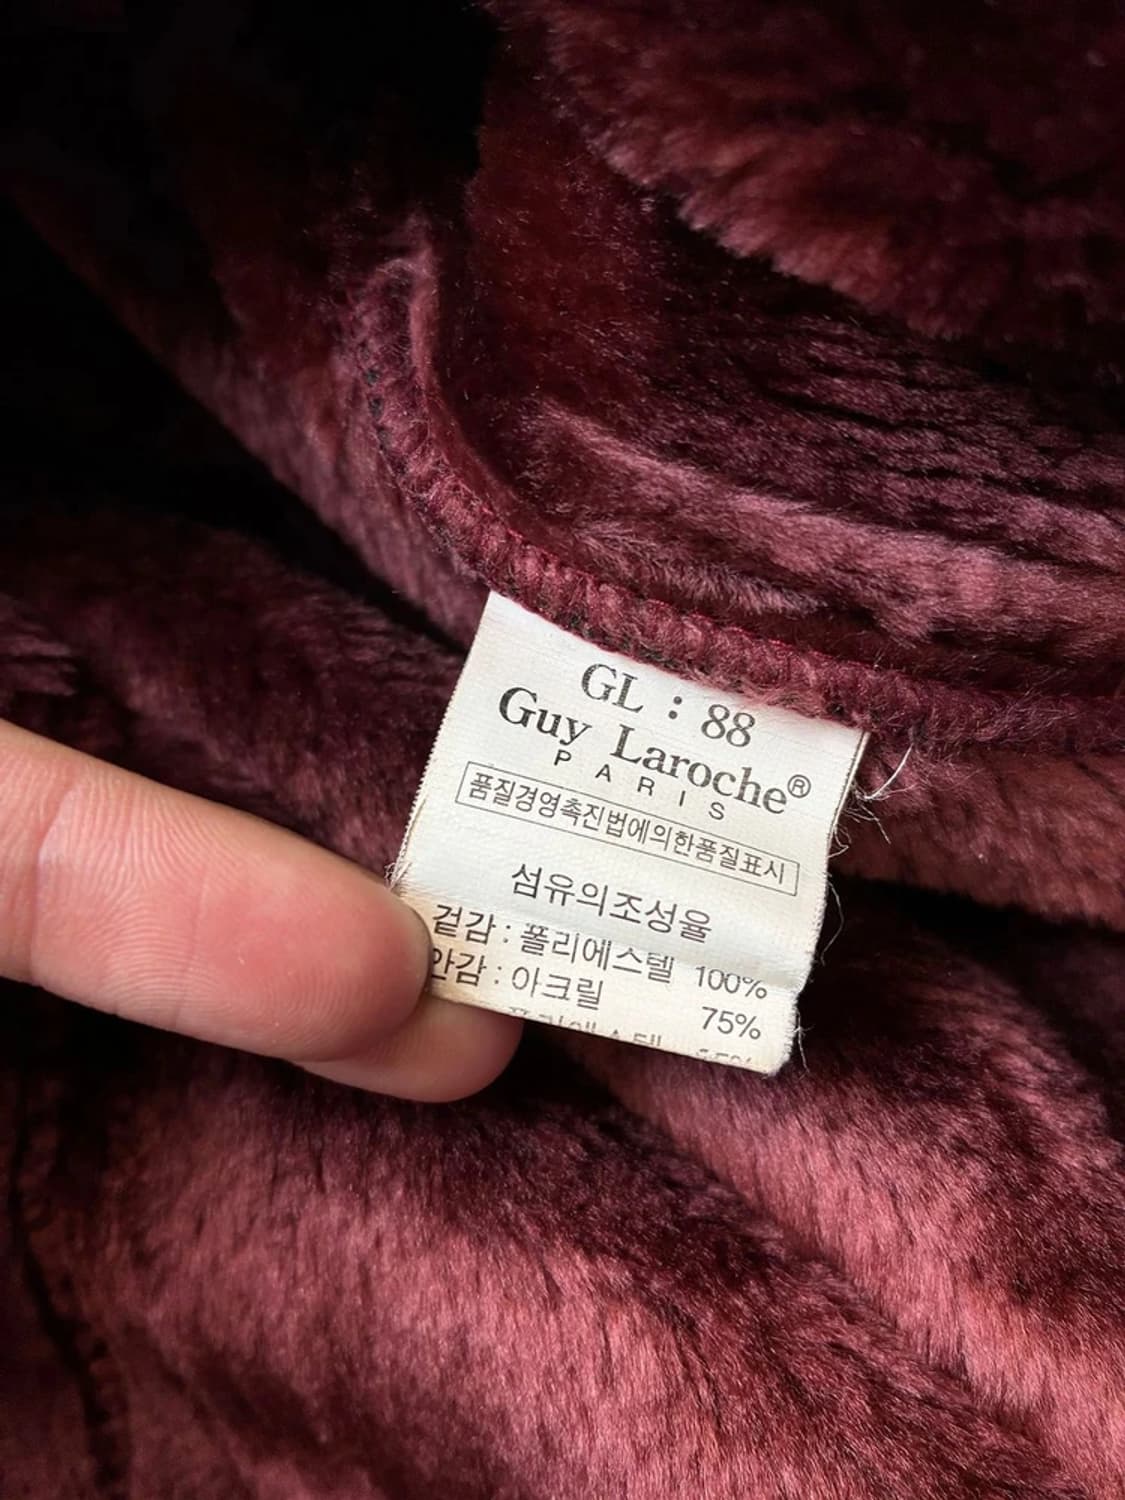 GL : 88
Guy Laroche®
PARIS
품질경영촉진법에의한품질표시
섬유의조성율
겉감 : 폴리에스텔 100%
안감 : 아크릴 75%